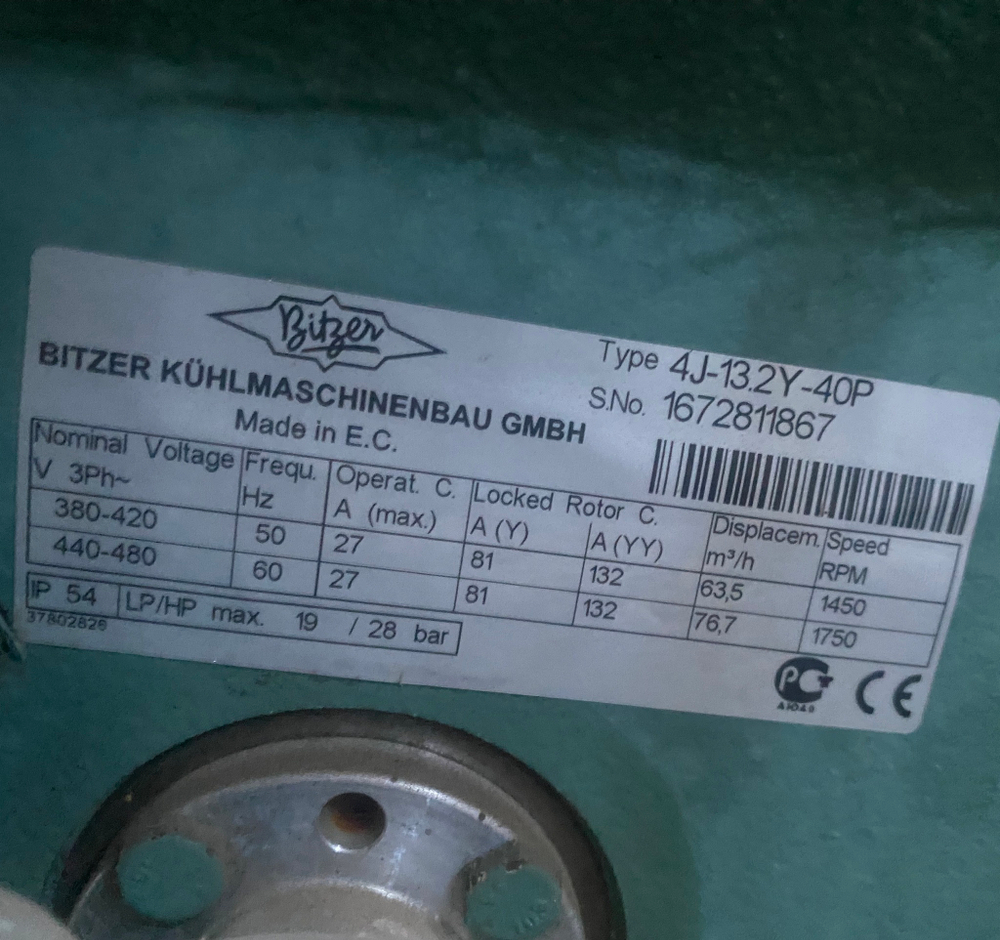 Bitzer
BITZER KÜHLMASCHINENBAU GMBH
Made in E.C.
Type 4J-13.2Y-40P
S.No. 1672811867
Nominal Voltage Frequ. Operat. C. Locked Rotor C. Displacem. Speed
V 3Ph~ Hz A (max.) A (Y) A (YY) m³/h RPM
380-420 50 27 81 132 63,5 1450
440-480 60 27 81 132 76,7 1750
IP 54 LP/HP max. 19 / 28 bar
37802826
PCT CE